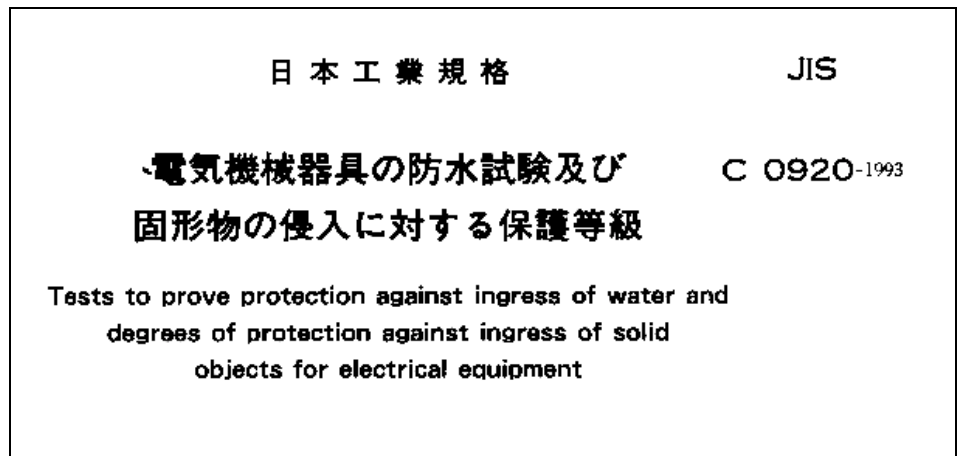 日本工業規格 JIS
電気機械器具の防水試験及び C 0920-1993
固形物の侵入に対する保護等級
Tests to prove protection against ingress of water and
degrees of protection against ingress of solid
objects for electrical equipment